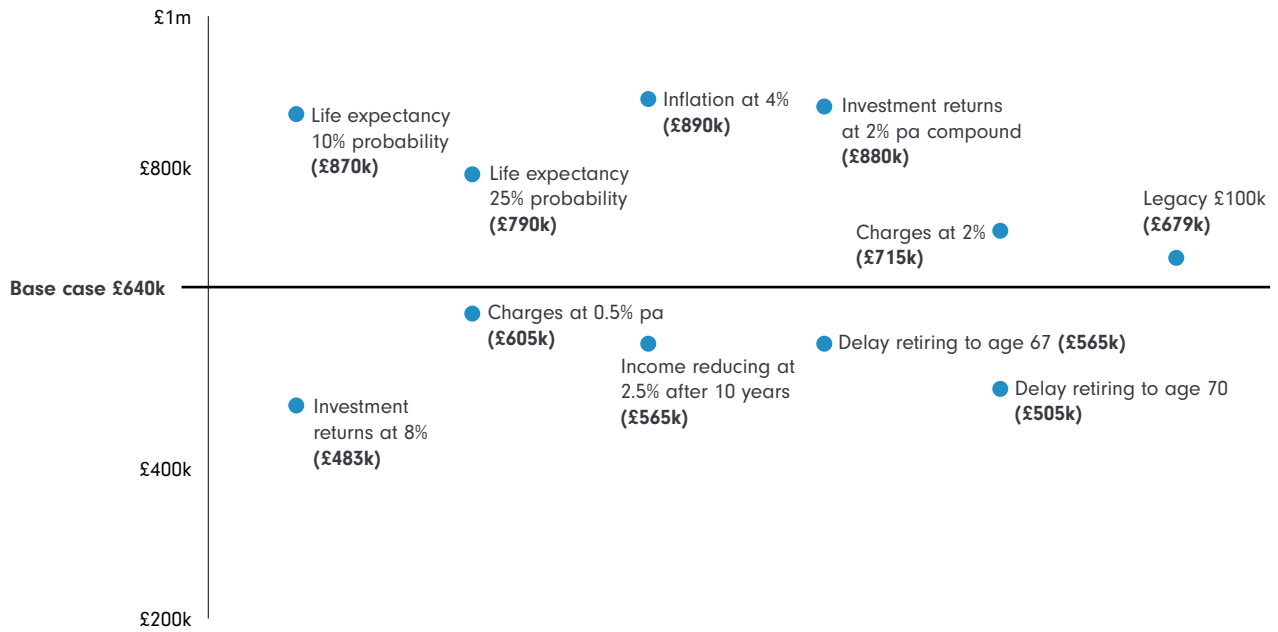 £1m
Life expectancy
10% probability
(£870k)
Inflation at 4%
(£890k)
Investment returns
at 2% pa compound
(£880k)
£800k
Life expectancy
25% probability
(£790k)
Charges at 2%
(£715k)
Legacy £100k
(£679k)
Base case £640k
Charges at 0.5% pa
(£605k)
Income reducing at
2.5% after 10 years
(£565k)
Delay retiring to age 67 (£565k)
Delay retiring to age 70
(£505k)
Investment
returns at 8%
(£483k)
£400k
£200k